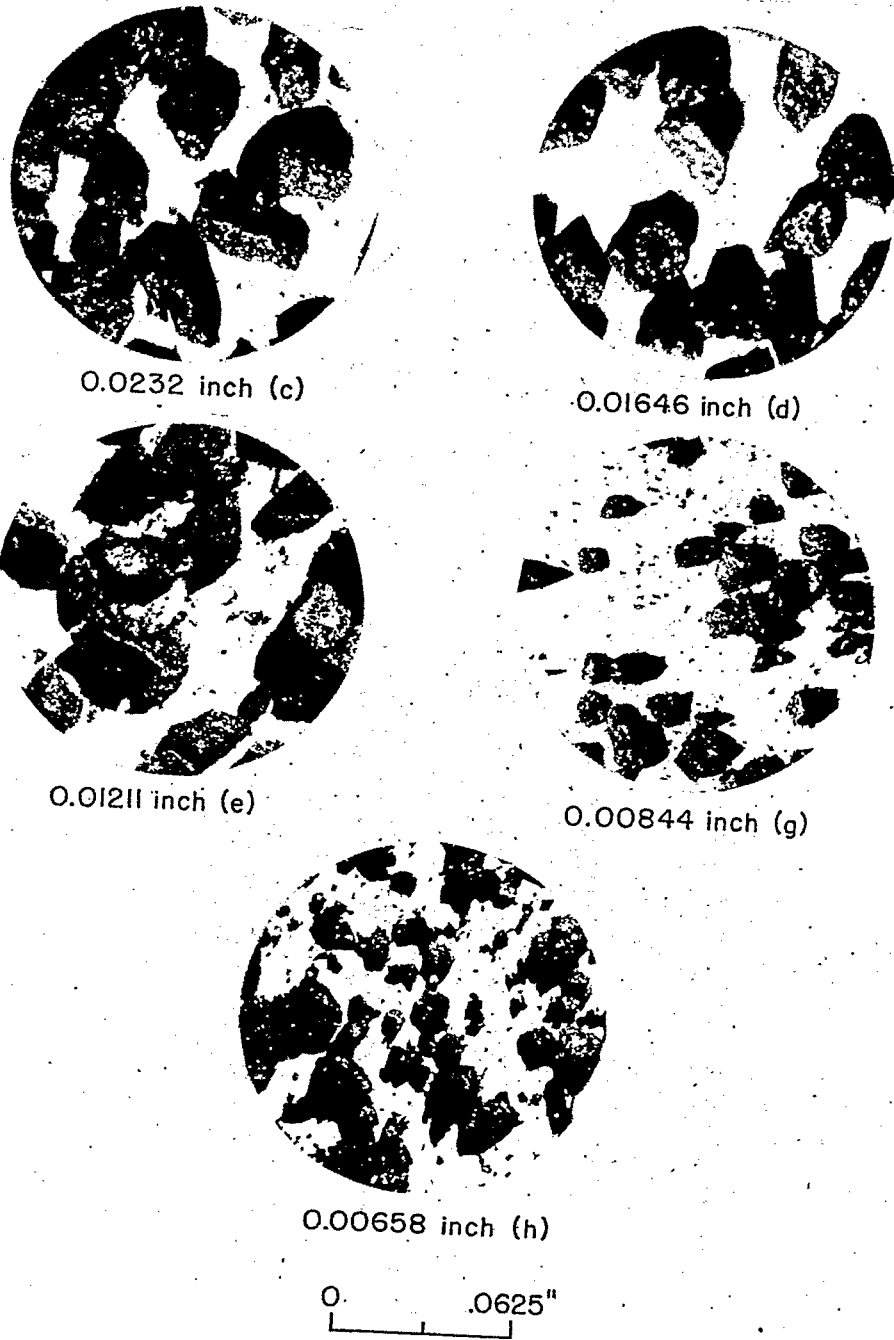 0.0232 inch (c)
0.01646 inch (d)
0.01211 inch (e)
0.00844 inch (g)
0.00658 inch (h)
0 .0625"